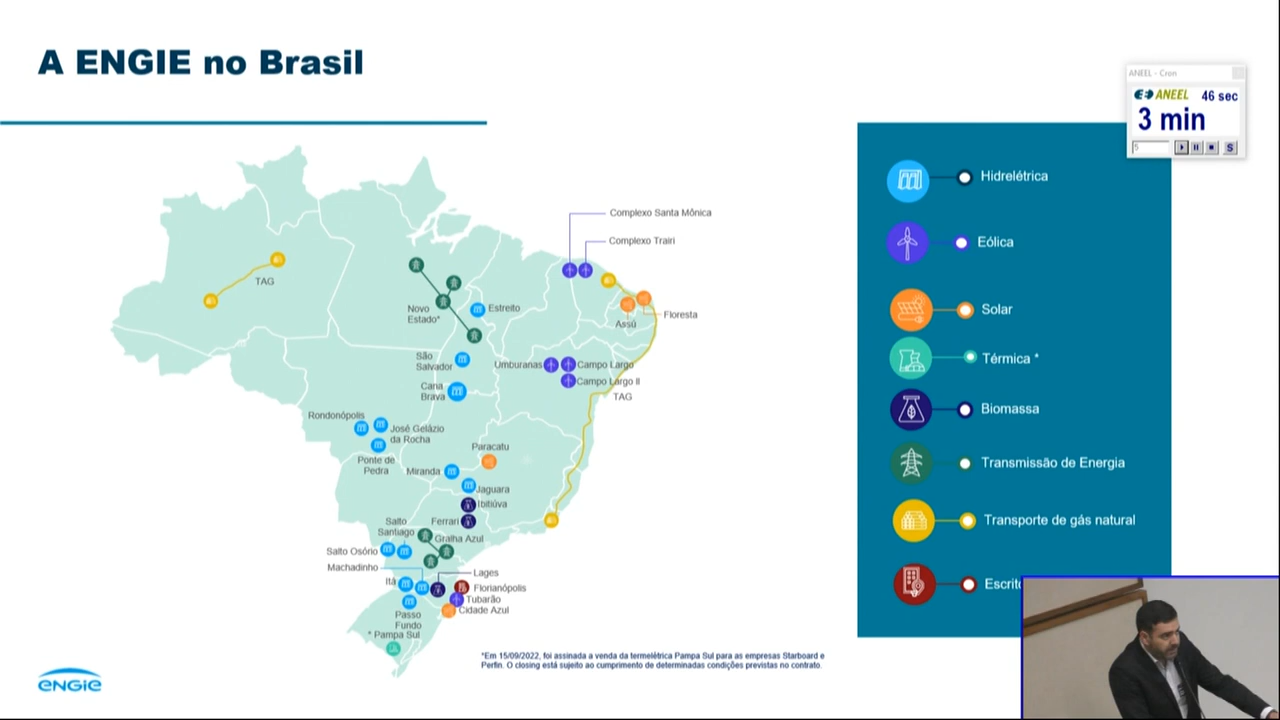 A ENGIE no Brasil
ANEEL - Cron
ANEEL
46 sec
3 min
5
S
Complexo Santa Mônica
Complexo Trairi
TAG
Novo
Estado*
Estreito
Assú
Floresta
São
Salvador
Umburanas
Campo Largo
Campo Largo II
TAG
Cana
Brava
Rondonópolis
José Gelázio
da Rocha
Ponte de
Pedra
Paracatu
Miranda
Jaguara
Ibitiúva
Ferrari
Salto
Santiago
Gralha Azul
Salto Osório
Machadinho
Lages
Itá
Florianópolis
Tubarão
Cidade Azul
Passo
Fundo
* Pampa Sul
Hidrelétrica
Eólica
Solar
Térmica *
Biomassa
Transmissão de Energia
Transporte de gás natural
*Em 15/09/2022, foi assinada a venda da termelétrica Pampa Sul para as empresas Starboard e
Perfin. O closing está sujeito ao cumprimento de determinadas condições previstas no contrato.
ENGIE